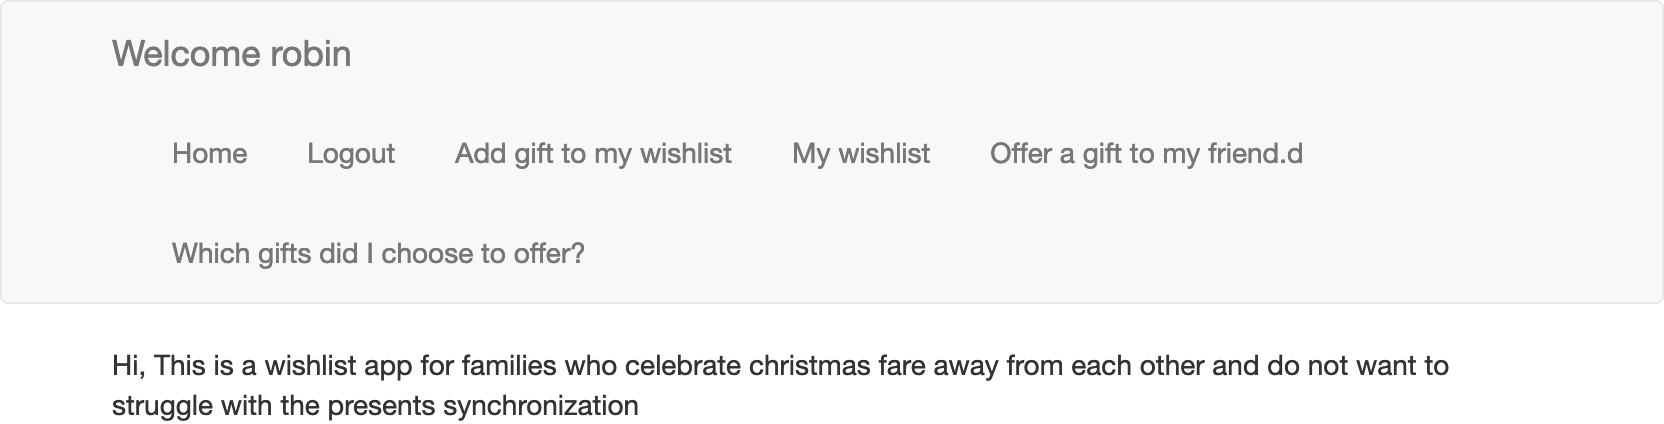 Welcome robin
Home Logout Add gift to my wishlist My wishlist Offer a gift to my friend.d
Which gifts did I choose to offer?
Hi, This is a wishlist app for families who celebrate christmas fare away from each other and do not want to
struggle with the presents synchronization